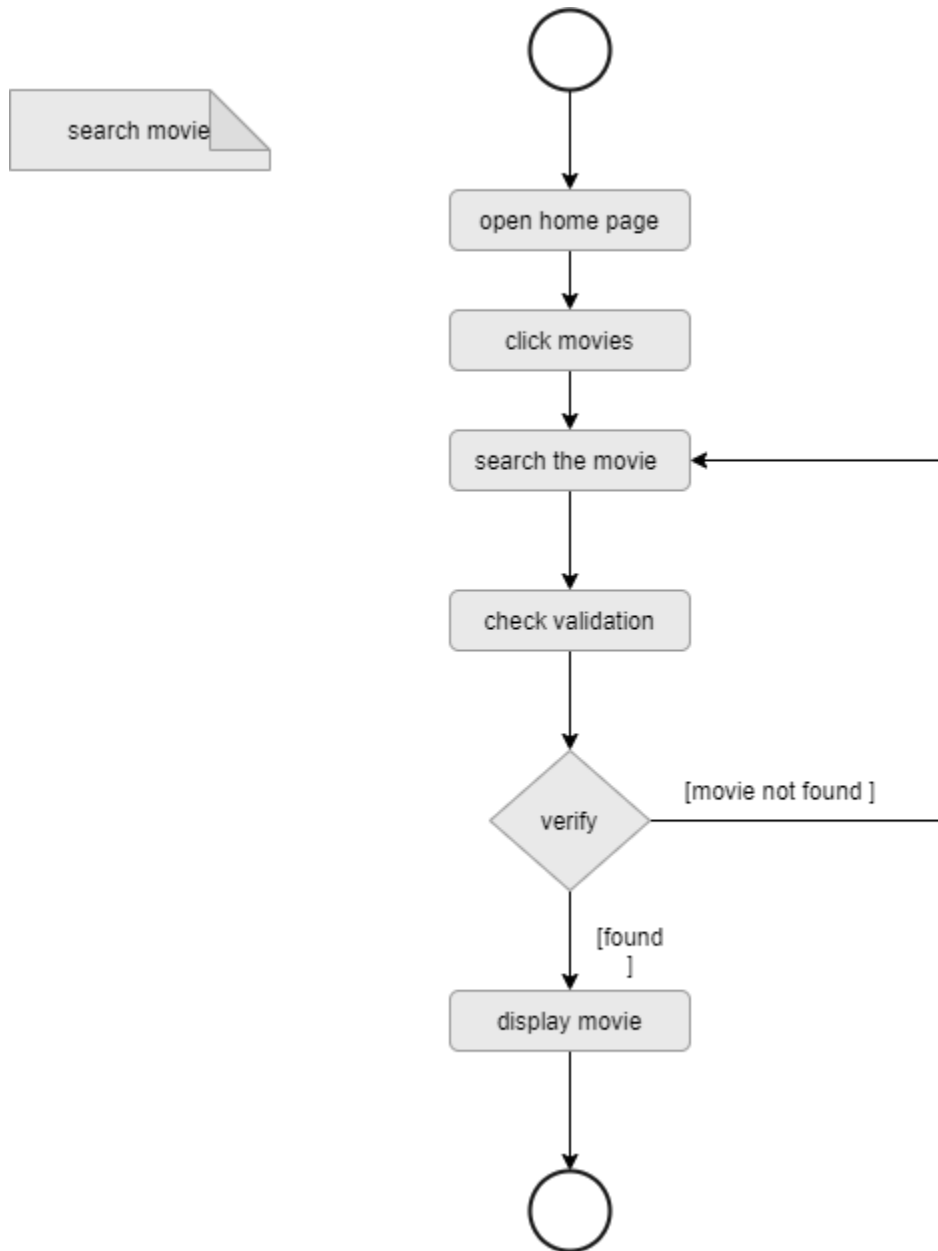 search movie
open home page
click movies
search the movie
check validation
verify
[movie not found ]
[found
]
display movie